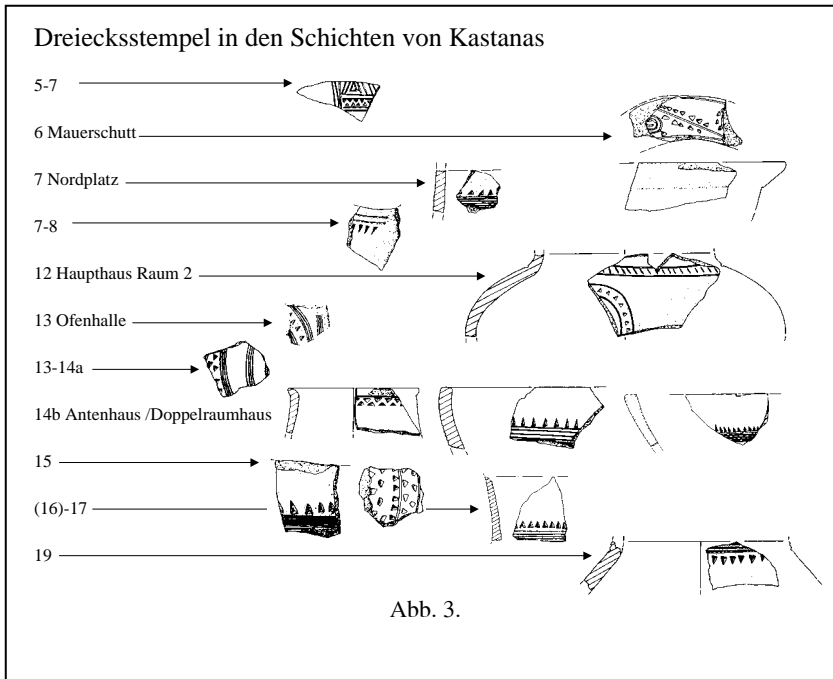 Dreiecksstempel in den Schichten von Kastanas
5-7
6 Mauerschutt
7 Nordplatz
7-8
12 Haupthaus Raum 2
13 Ofenhalle
13-14a
14b Antenhaus /Doppelraumhaus
15
(16)-17
19
Abb. 3.